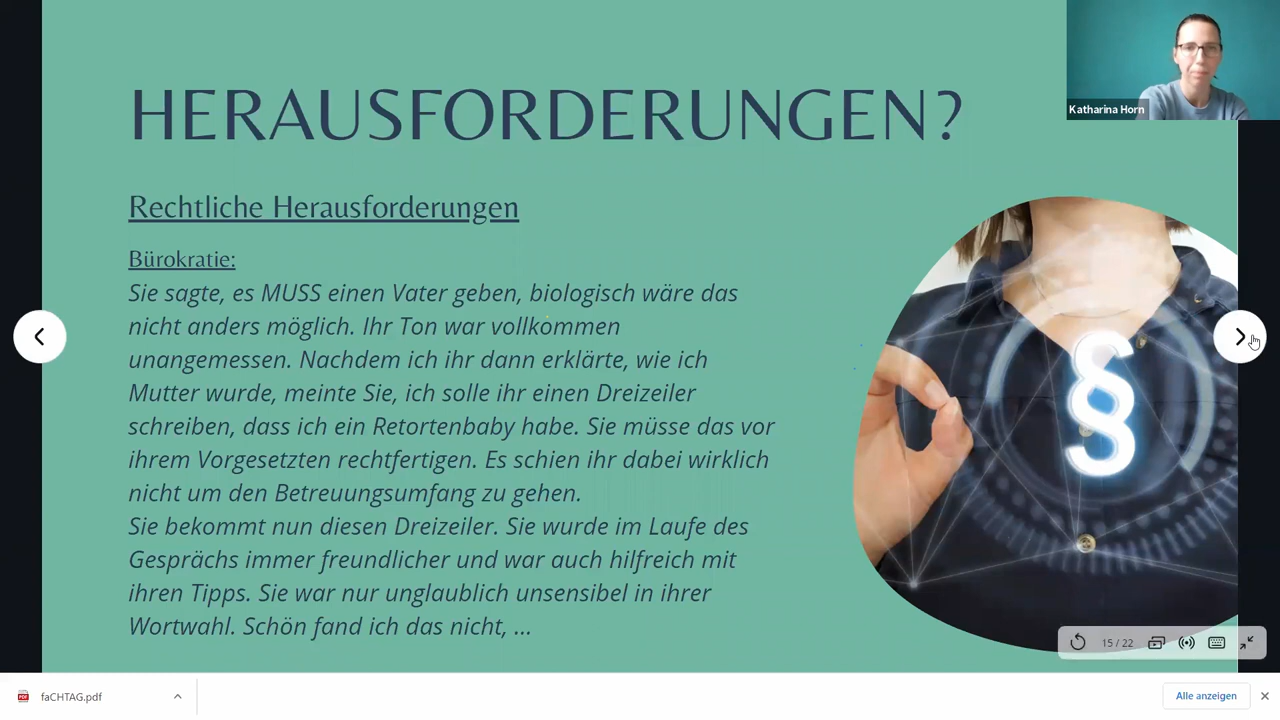 HERAUSFORDERUNGEN?
Katharina Horn
Rechtliche Herausforderungen
Bürokratie:
Sie sagte, es MUSS einen Vater geben, biologisch wäre das
nicht anders möglich. Ihr Ton war vollkommen
unangemessen. Nachdem ich ihr dann erklärte, wie ich
Mutter wurde, meinte Sie, ich solle ihr einen Dreizeiler
schreiben, dass ich ein Retortenbaby habe. Sie müsse das vor
ihrem Vorgesetzten rechtfertigen. Es schien ihr dabei wirklich
nicht um den Betreuungsumfang zu gehen.
Sie bekommt nun diesen Dreizeiler. Sie wurde im Laufe des
Gesprächs immer freundlicher und war auch hilfreich mit
ihren Tipps. Sie war nur unglaublich unsensibel in ihrer
Wortwahl. Schön fand ich das nicht, ...
§
15 / 22
PDF
faCHTAG.pdf
Alle anzeigen